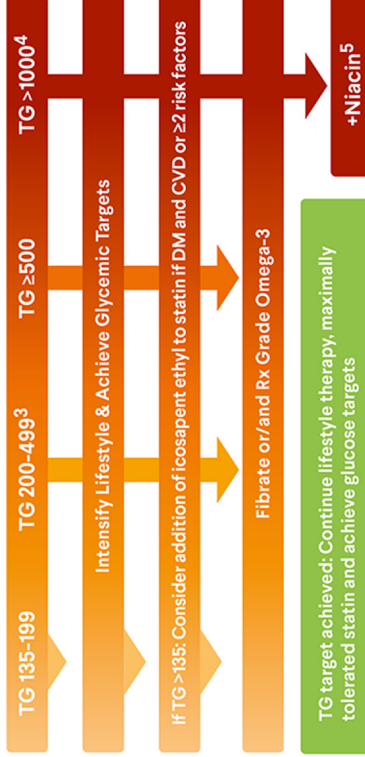 TG 135-199
TG 200-499³
TG ≥500
TG >1000⁴
Intensify Lifestyle & Achieve Glycemic Targets
If TG >135: Consider addition of icosapent ethyl to statin if DM and CVD or ≥2 risk factors
Fibrate or/and Rx Grade Omega-3
+Niacin⁵
TG target achieved: Continue lifestyle therapy, maximally
tolerated statin and achieve glucose targets